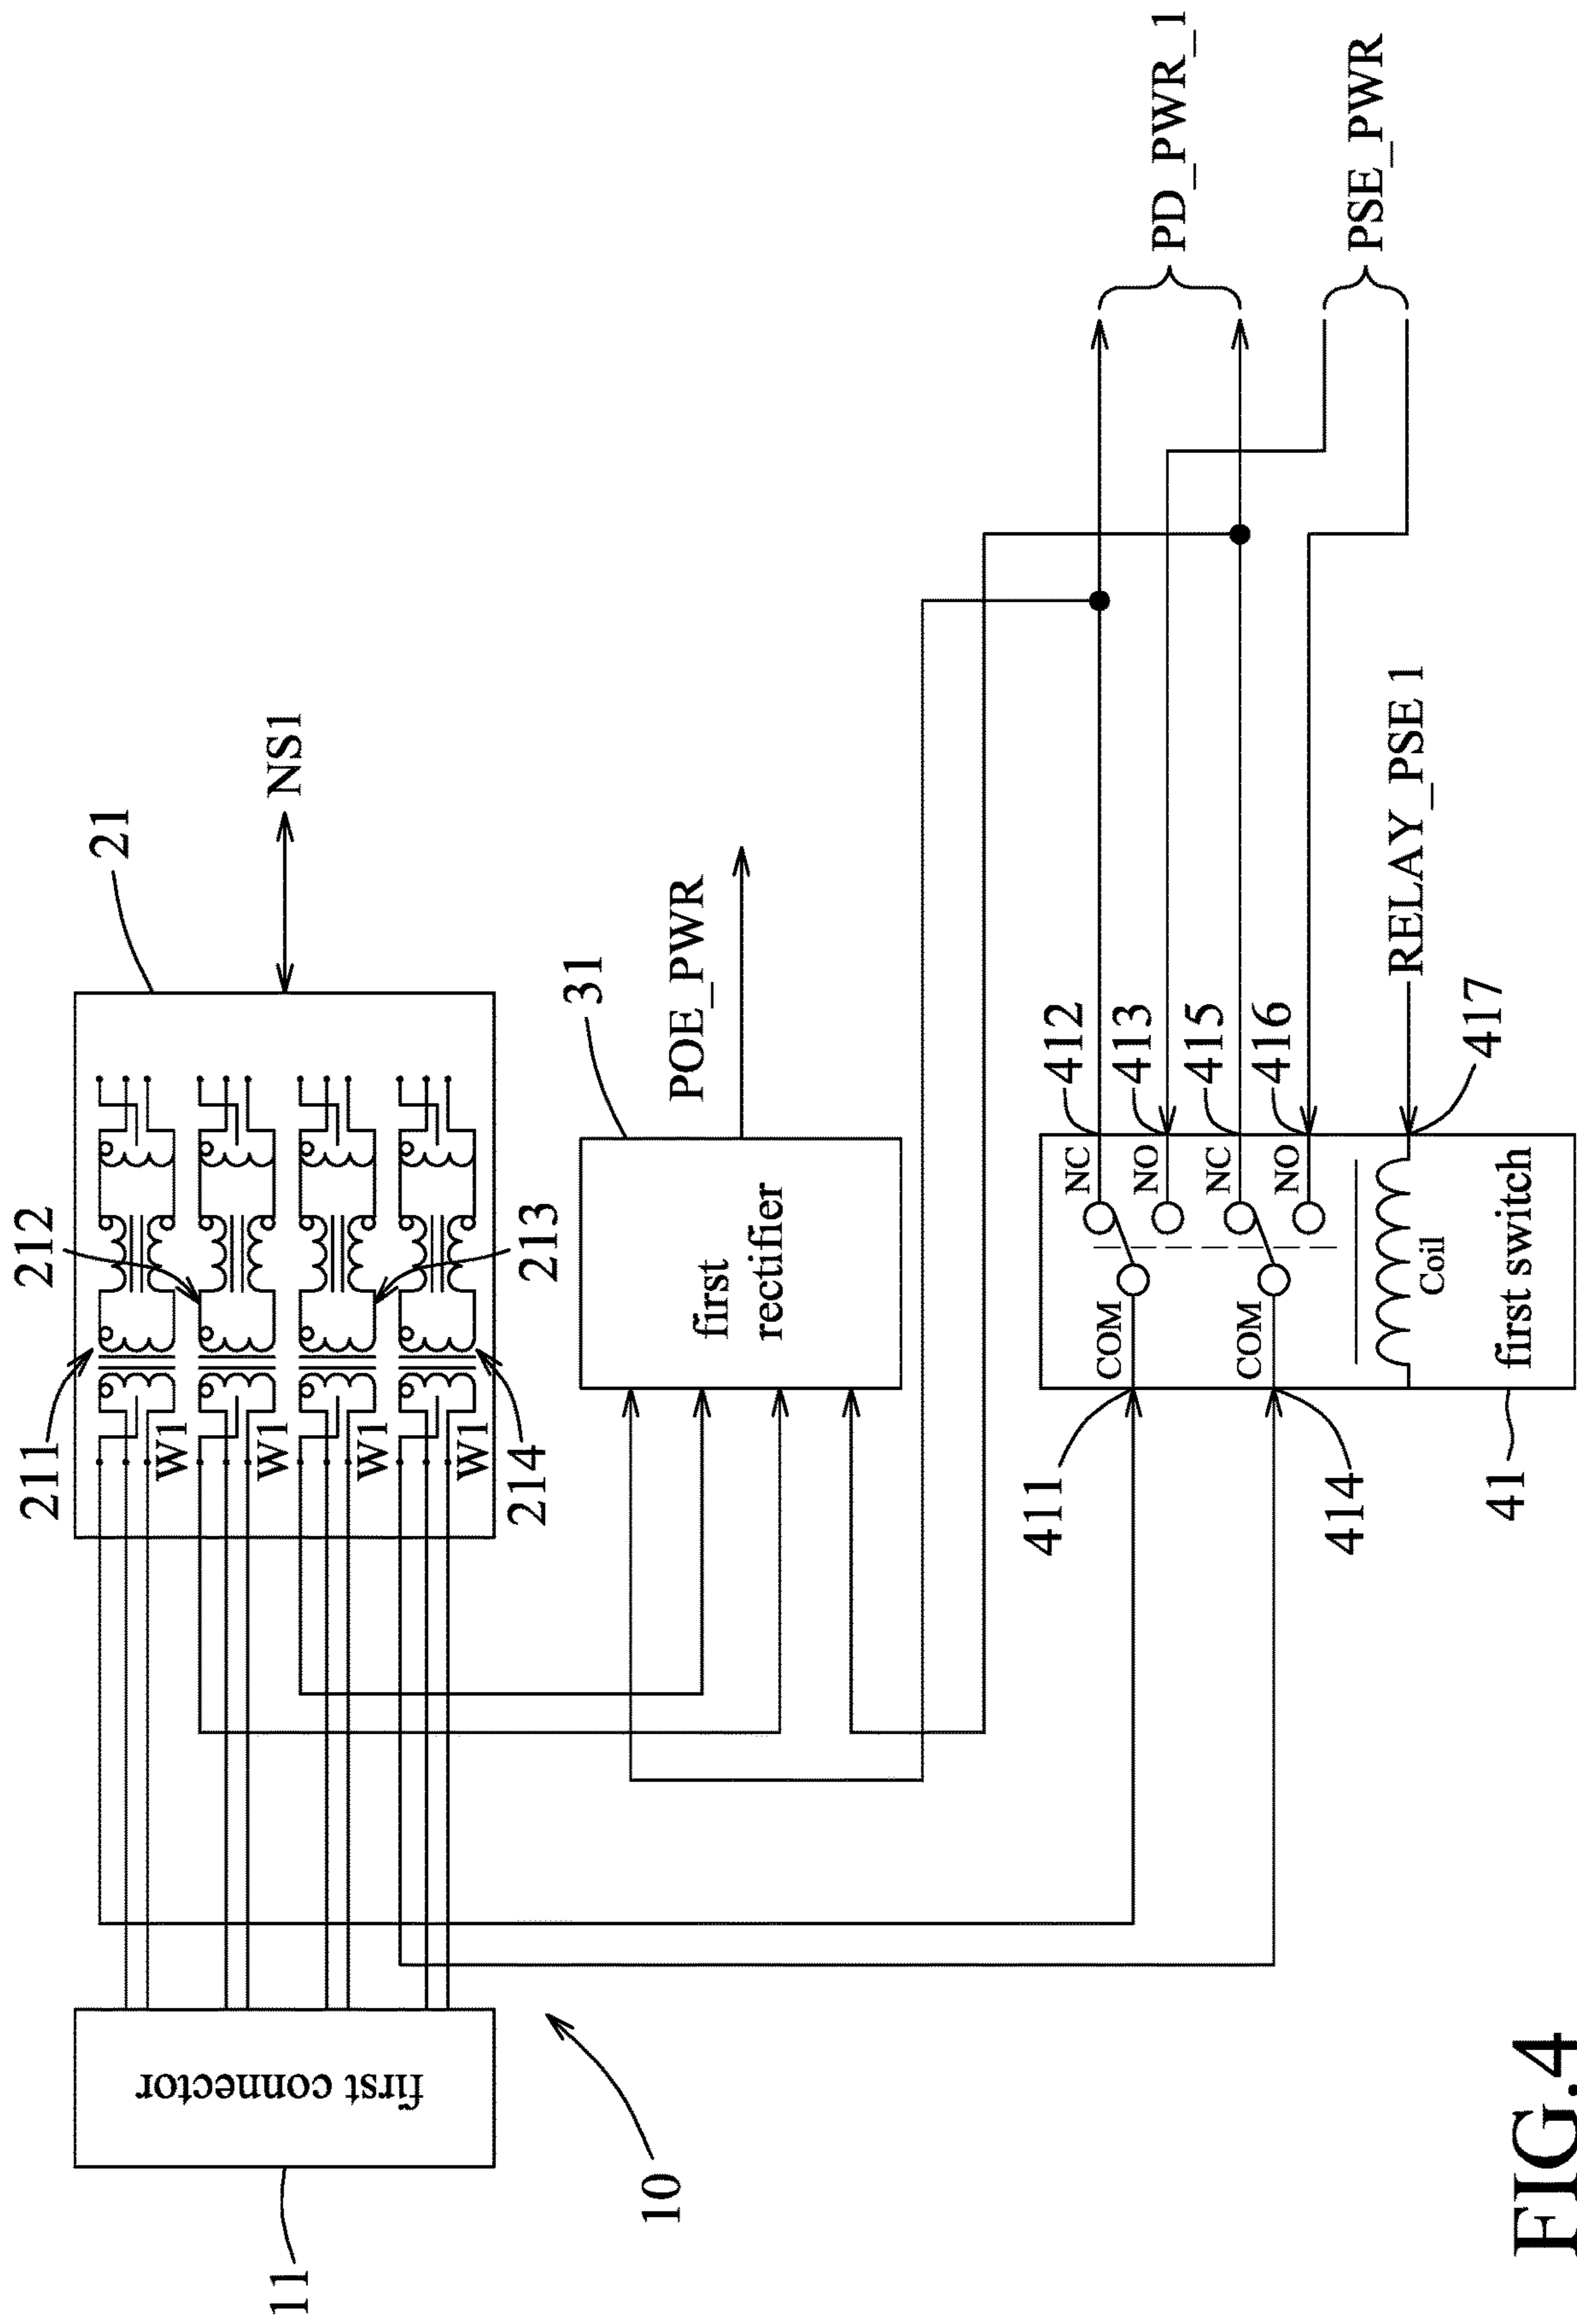 11
first connector
10
211
212
213
214
W1
W1
W1
W1
21
NS1
first
rectifier
31
POE_PWR
411
414
41
COM
COM
NC
NO
NC
NO
Coil
first switch
412
413
415
416
417
RELAY_PSE 1
PD_PWR_1
PSE_PWR
FIG.4